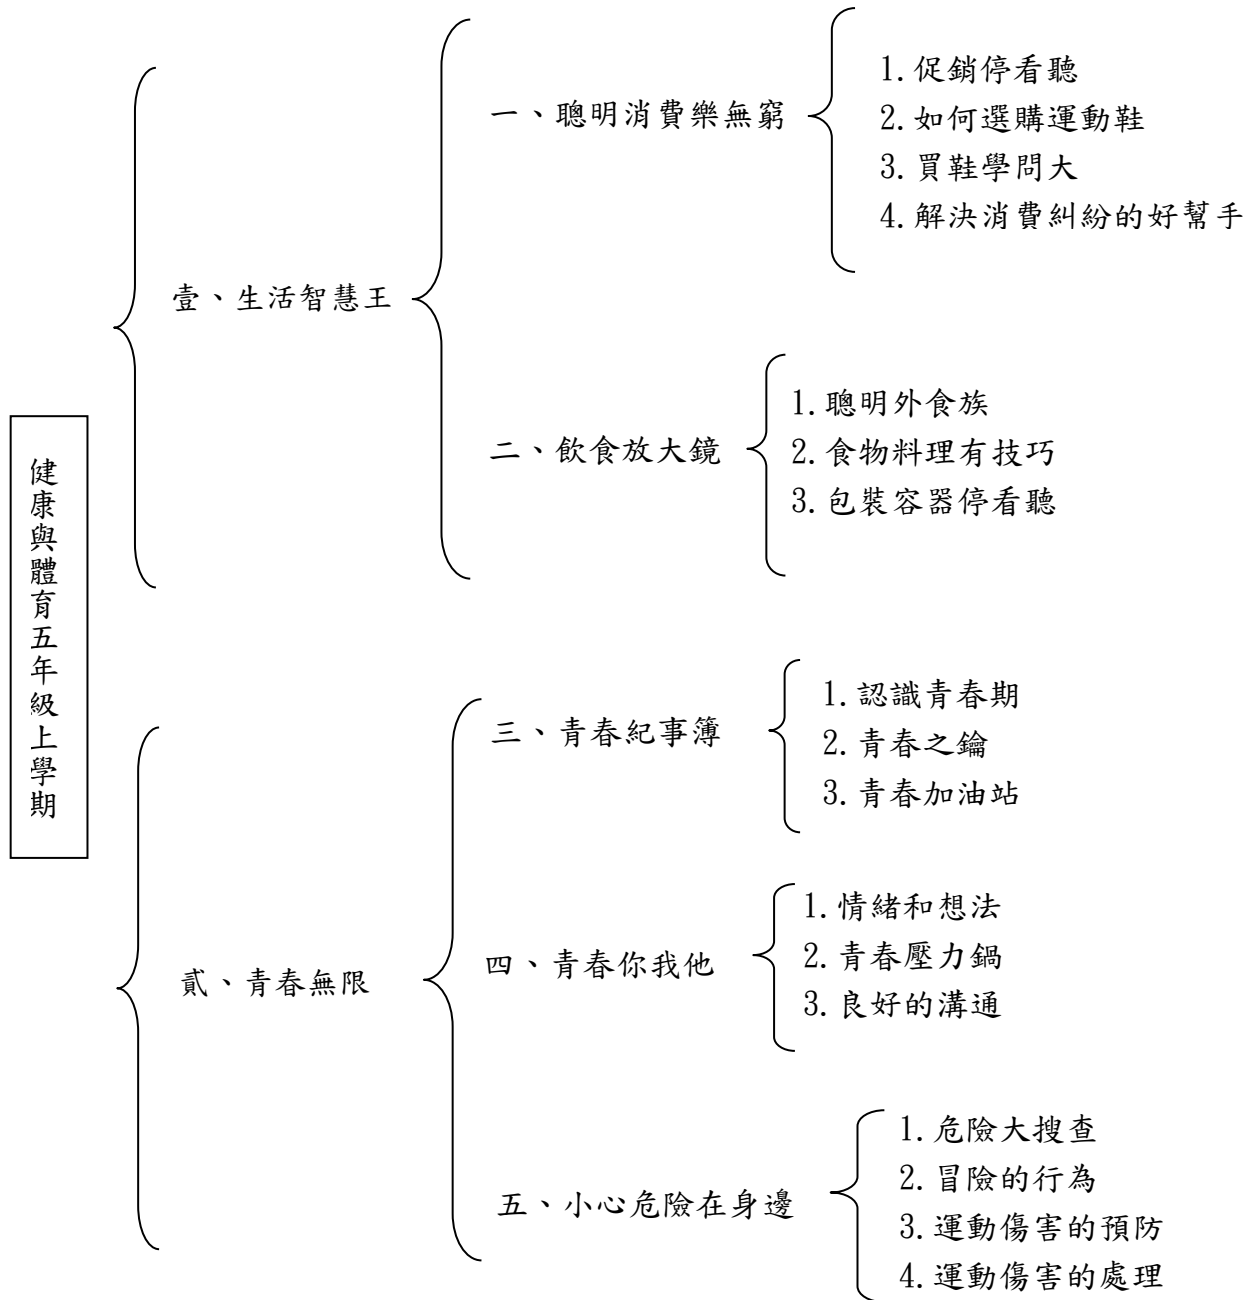 健康與體育五年級上學期
壹、生活智慧王
一、聰明消費樂無窮
1.促銷停看聽
2.如何選購運動鞋
3.買鞋學問大
4.解決消費糾紛的好幫手
二、飲食放大鏡
1.聰明外食族
2.食物料理有技巧
3.包裝容器停看聽
貳、青春無限
三、青春紀事簿
1.認識青春期
2.青春之鑰
3.青春加油站
四、青春你我他
1.情緒和想法
2.青春壓力鍋
3.良好的溝通
五、小心危險在身邊
1.危險大搜查
2.冒險的行為
3.運動傷害的預防
4.運動傷害的處理